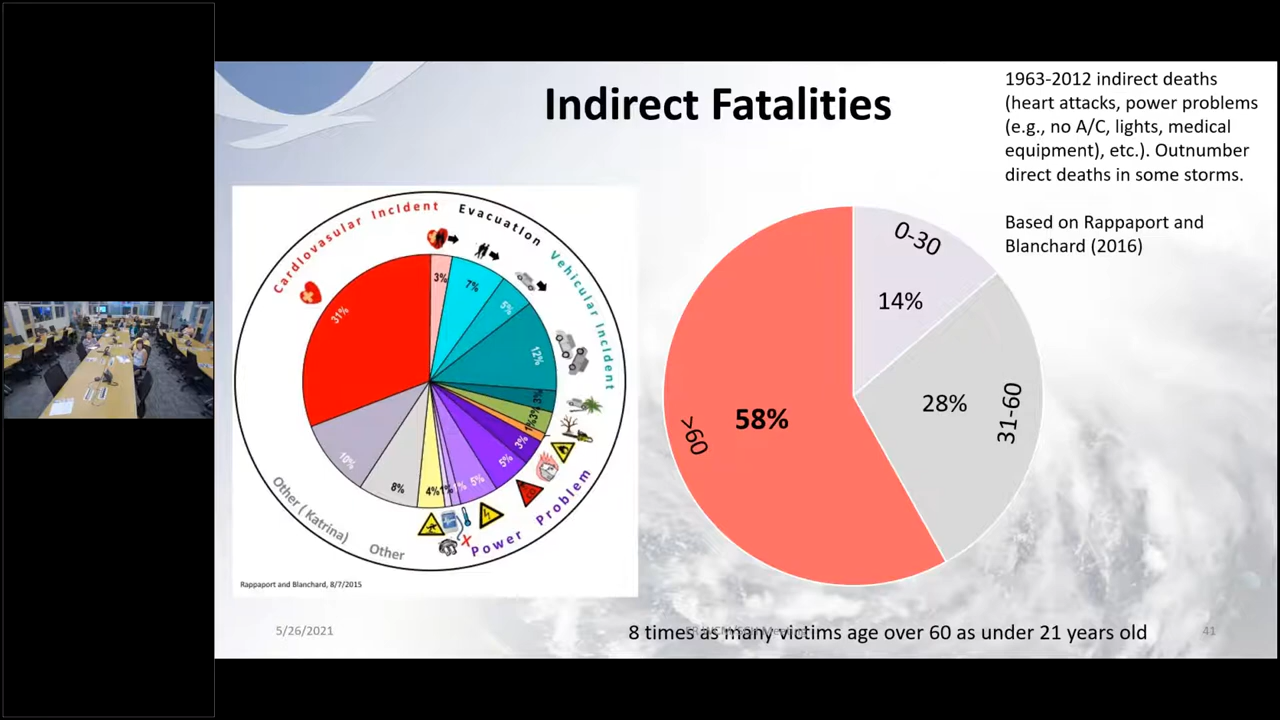 Indirect Fatalities
1963-2012 indirect deaths
(heart attacks, power problems
(e.g., no A/C, lights, medical
equipment), etc.). Outnumber
direct deaths in some storms.
Based on Rappaport and
Blanchard (2016)
Cardiovasular Incident
Evacuation
Vehicular Incident
31%
3%
7%
5%
12%
3%
3%
1%
3%
5%
5%
4%
8%
10%
Power Problem
Other
Other ( Katrina)
Rappaport and Blanchard, 8/7/2015
0-30
14%
28%
31-60
58%
>60
5/26/2021
8 times as many victims age over 60 as under 21 years old
41